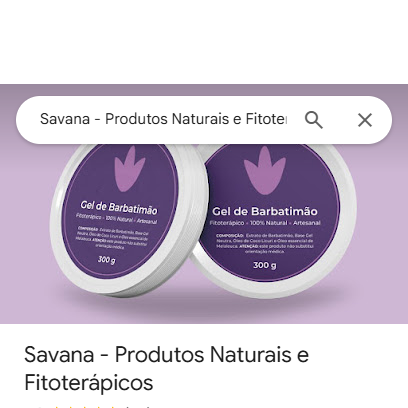 Savana - Produtos Naturais e Fitoter
Gel de Barbatimão
Fitoterápico - 100% Natural - Artesanal
COMPOSIÇÃO: Extrato de Barbatimão, Base Gel
Neutra, Óleo de Coco Licuri e Óleo essencial de
Melaleuca. ATENÇÃO: este produto não substitui
orientação médica.
300 g
Gel de Barbatimão
Fitoterápico - 100% Natural - Artesanal
COMPOSIÇÃO: Extrato de Barbatimão, Base Gel
Neutra, Óleo de Coco Licuri e Óleo essencial de
Melaleuca. ATENÇÃO: este produto não substitui
orientação médica.
300 g
Savana - Produtos Naturais e
Fitoterápicos